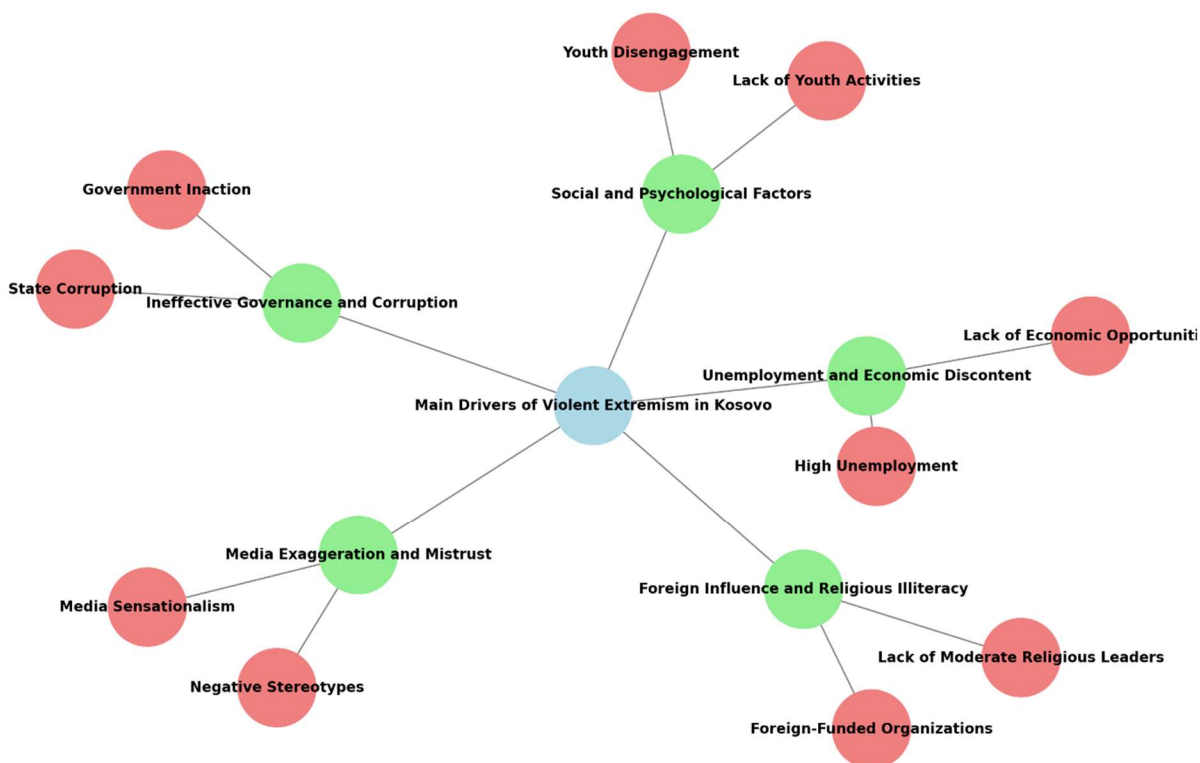 Youth Disengagement
Lack of Youth Activities
Government Inaction
Social and Psychological Factors
State Corruption
Ineffective Governance and Corruption
Lack of Economic Opportuniti
Unemployment and Economic Discontent
Main Drivers of Violent Extremism in Kosovo
High Unemployment
Media Exaggeration and Mistrust
Foreign Influence and Religious Illiteracy
Media Sensationalism
Lack of Moderate Religious Leaders
Negative Stereotypes
Foreign-Funded Organizations